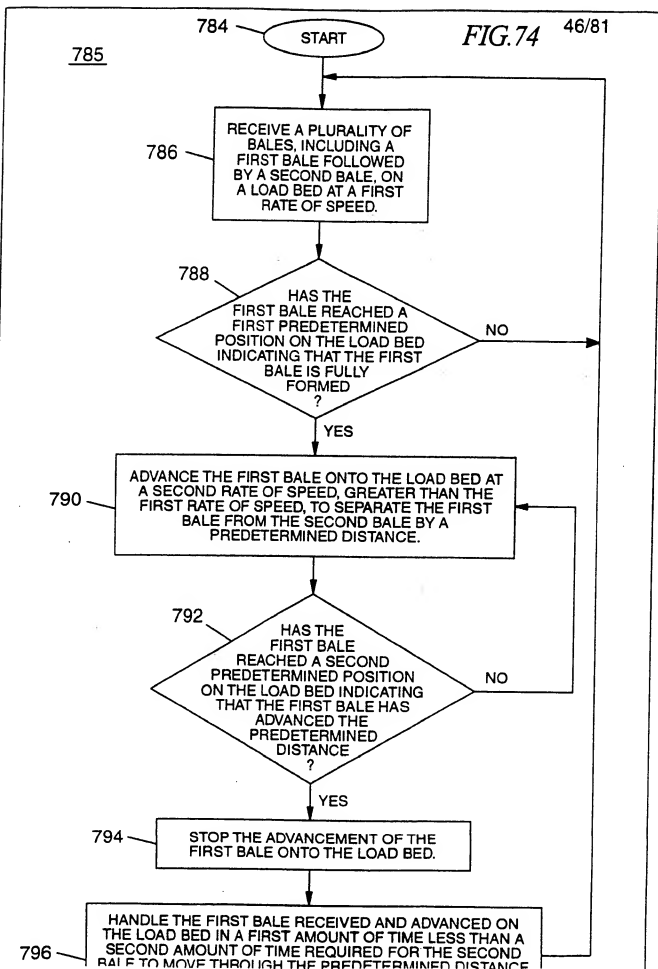 784
START
FIG.74
46/81
785
786
RECEIVE A PLURALITY OF
BALES, INCLUDING A
FIRST BALE FOLLOWED
BY A SECOND BALE, ON
A LOAD BED AT A FIRST
RATE OF SPEED.
788
HAS THE
FIRST BALE REACHED A
FIRST PREDETERMINED
POSITION ON THE LOAD BED
INDICATING THAT THE FIRST
BALE IS FULLY
FORMED
?
NO
YES
790
ADVANCE THE FIRST BALE ONTO THE LOAD BED AT
A SECOND RATE OF SPEED, GREATER THAN THE
FIRST RATE OF SPEED, TO SEPARATE THE FIRST
BALE FROM THE SECOND BALE BY A
PREDETERMINED DISTANCE.
792
HAS THE
FIRST BALE
REACHED A SECOND
PREDETERMINED POSITION
ON THE LOAD BED INDICATING
THAT THE FIRST BALE HAS
ADVANCED THE
PREDETERMINED
DISTANCE
?
NO
YES
794
STOP THE ADVANCEMENT OF THE
FIRST BALE ONTO THE LOAD BED.
796
HANDLE THE FIRST BALE RECEIVED AND ADVANCED ON
THE LOAD BED IN A FIRST AMOUNT OF TIME LESS THAN A
SECOND AMOUNT OF TIME REQUIRED FOR THE SECOND
BALE TO MOVE THROUGH THE PREDETERMINED DISTANCE